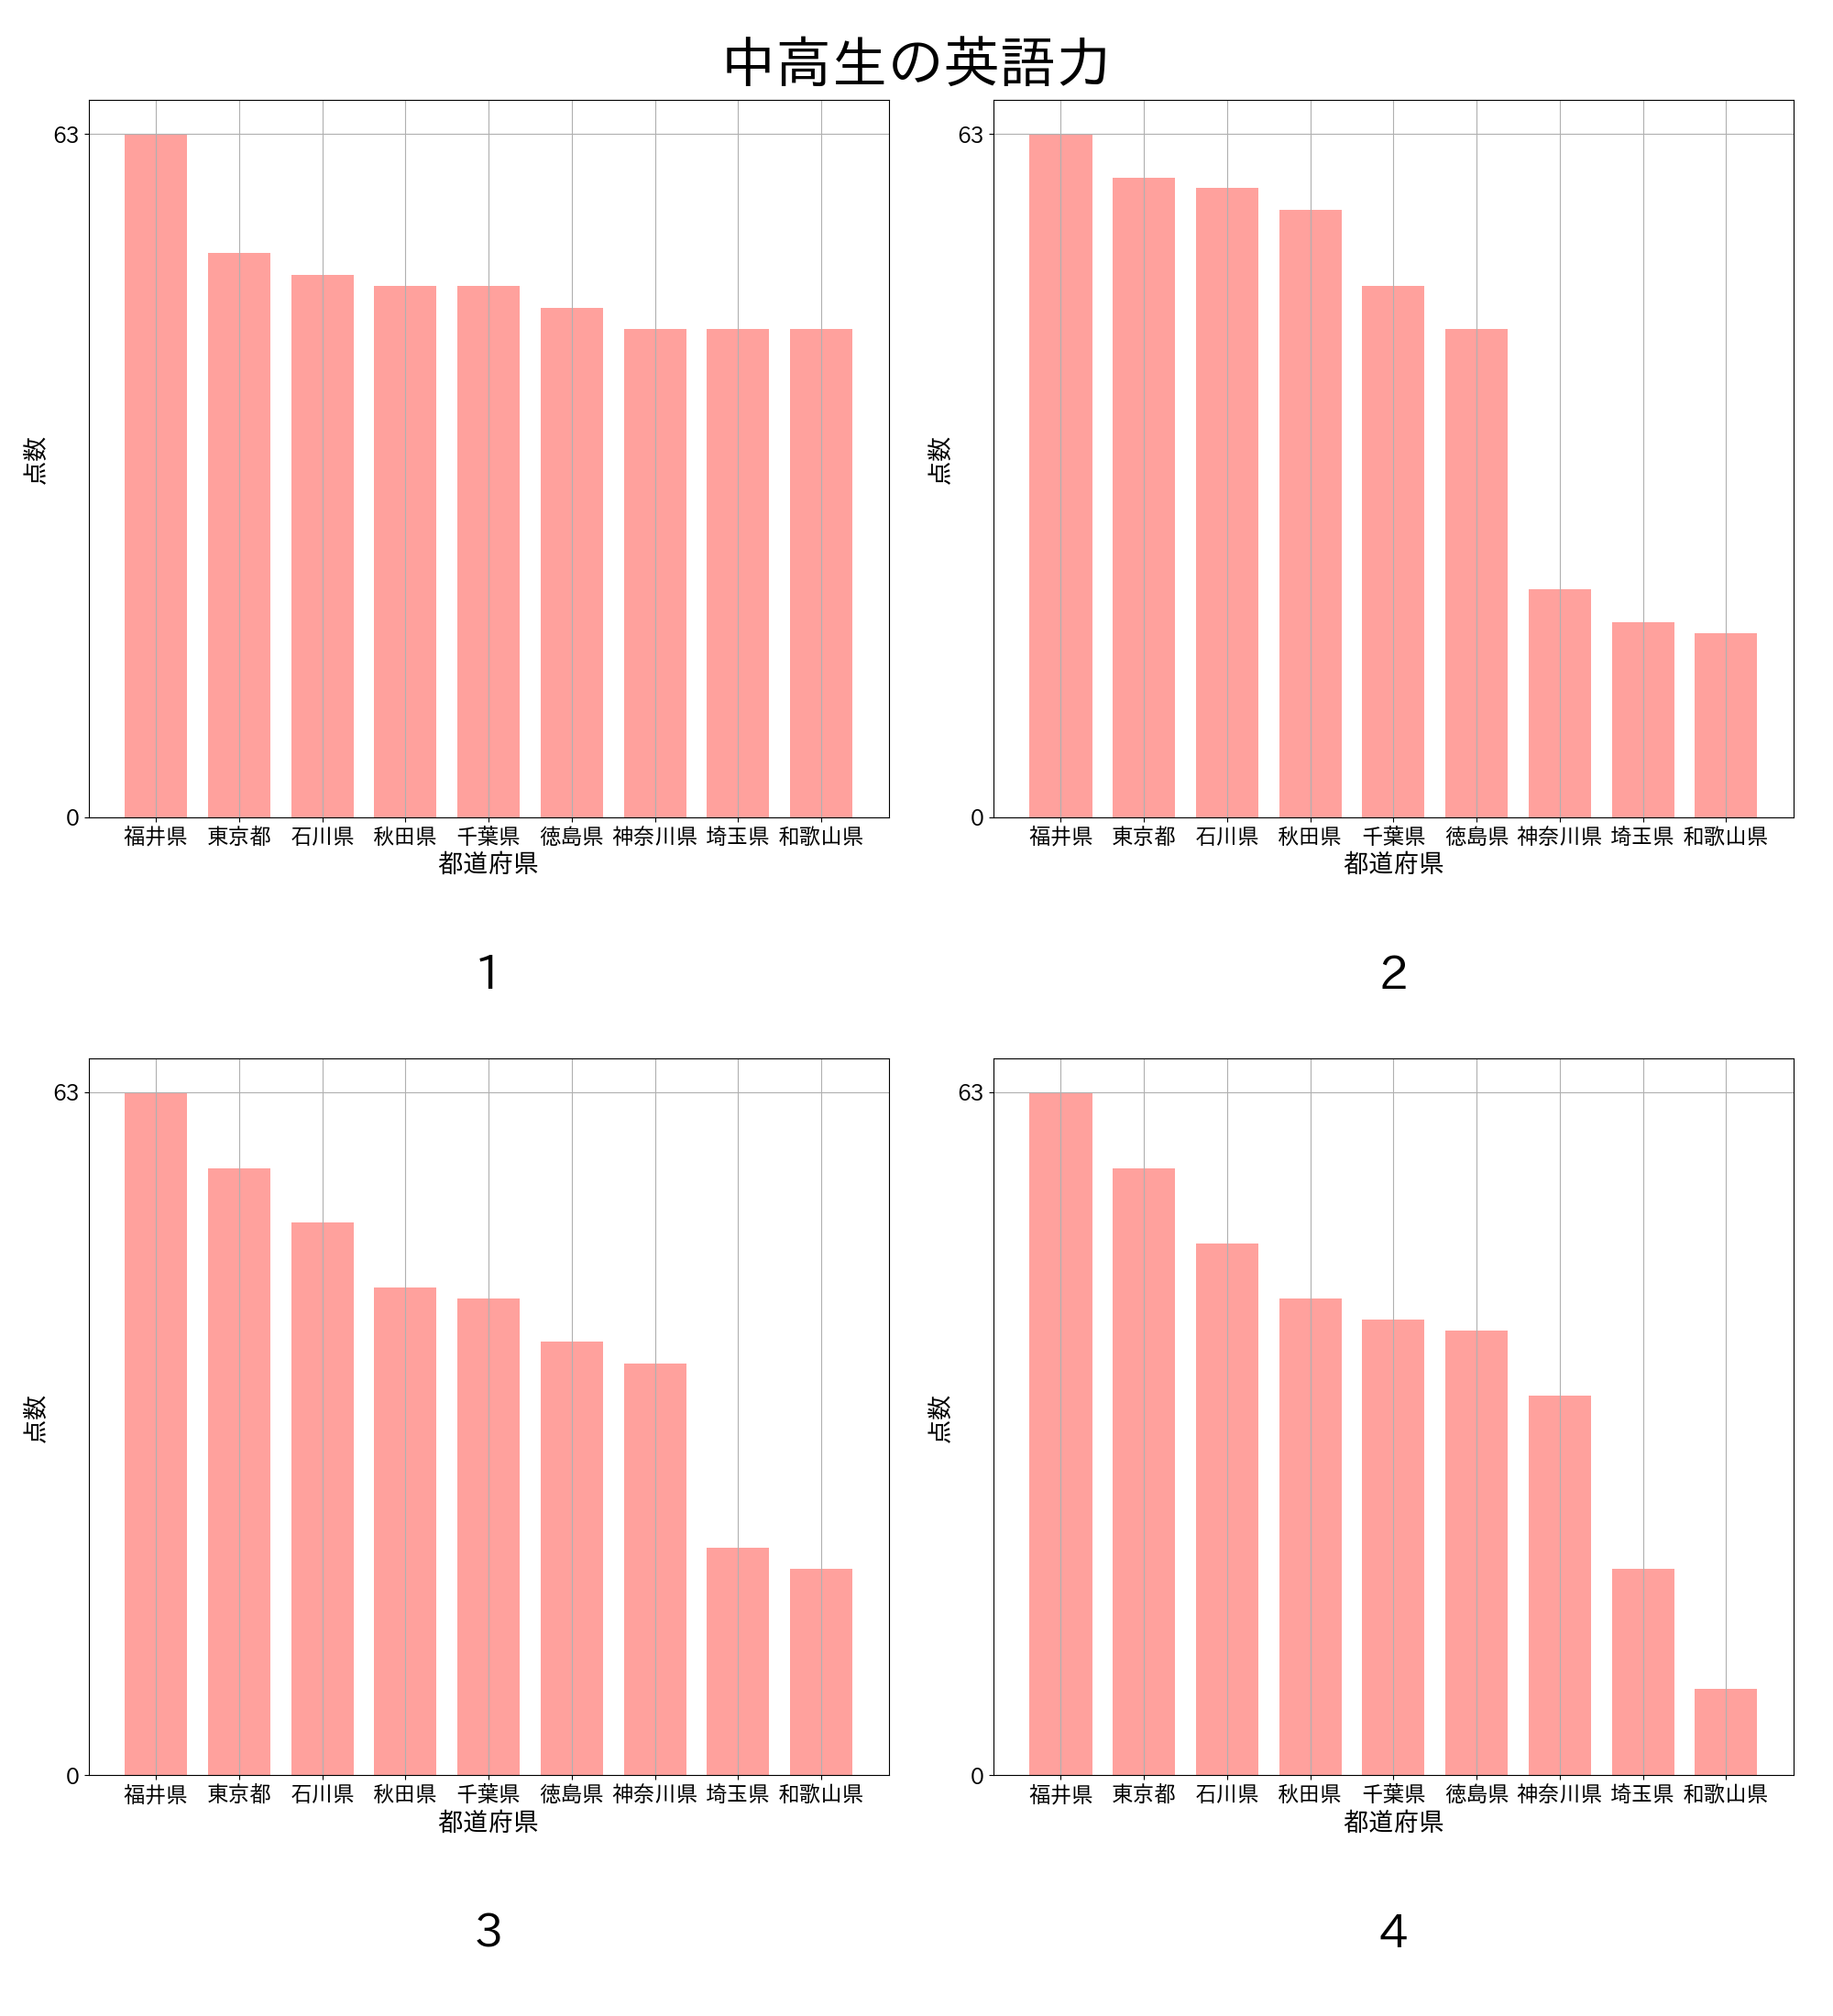 中高生の英語力
63
点数
0
福井県 東京都 石川県 秋田県 千葉県 徳島県 神奈川県 埼玉県 和歌山県
都道府県
1
63
点数
0
福井県 東京都 石川県 秋田県 千葉県 徳島県 神奈川県 埼玉県 和歌山県
都道府県
2
63
点数
0
福井県 東京都 石川県 秋田県 千葉県 徳島県 神奈川県 埼玉県 和歌山県
都道府県
3
63
点数
0
福井県 東京都 石川県 秋田県 千葉県 徳島県 神奈川県 埼玉県 和歌山県
都道府県
4